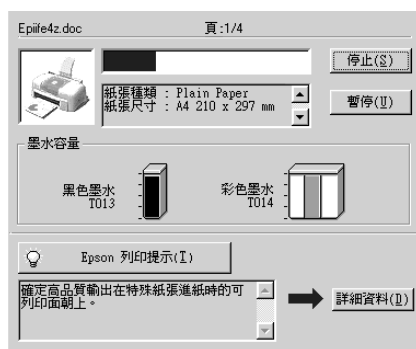 Epiife4z.doc 頁:1/4
停止(S)
紙張種類 : Plain Paper
紙張尺寸 : A4 210 x 297 mm
暫停(U)
墨水容量
黑色墨水
T013
彩色墨水
T014
Epson 列印提示(I)
確定高品質輸出在特殊紙張進紙時的可
列印面朝上。
詳細資料(D)